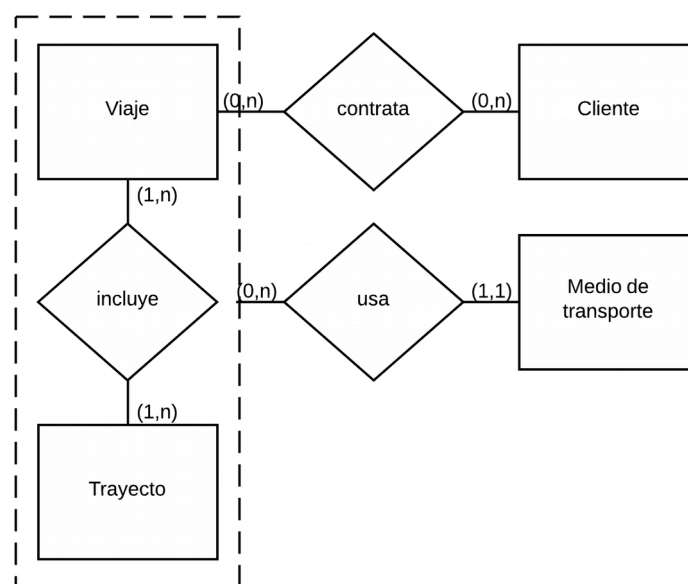 Viaje
(0,n)
contrata
(0,n)
Cliente
(1,n)
incluye
(0,n)
usa
(1,1)
Medio de
transporte
(1,n)
Trayecto